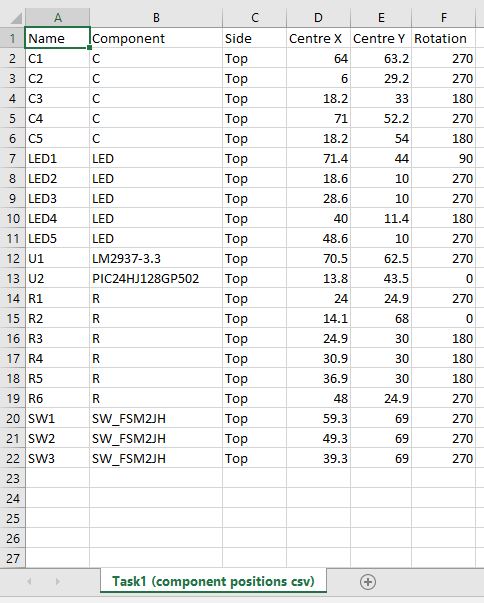 A B C D E F
1 Name Component Side Centre X Centre Y Rotation
2 C1 C Top 64 63.2 270
3 C2 C Top 6 29.2 270
4 C3 C Top 18.2 33 180
5 C4 C Top 71 52.2 270
6 C5 C Top 18.2 54 180
7 LED1 LED Top 71.4 44 90
8 LED2 LED Top 18.6 10 270
9 LED3 LED Top 28.6 10 270
10 LED4 LED Top 40 11.4 180
11 LED5 LED Top 48.6 10 270
12 U1 LM2937-3.3 Top 70.5 62.5 270
13 U2 PIC24HJ128GP502 Top 13.8 43.5 0
14 R1 R Top 24 24.9 270
15 R2 R Top 14.1 68 0
16 R3 R Top 24.9 30 180
17 R4 R Top 30.9 30 180
18 R5 R Top 36.9 30 180
19 R6 R Top 48 24.9 270
20 SW1 SW_FSM2JH Top 59.3 69 270
21 SW2 SW_FSM2JH Top 49.3 69 270
22 SW3 SW_FSM2JH Top 39.3 69 270
23
24
25
26
27
Task1 (component positions csv)